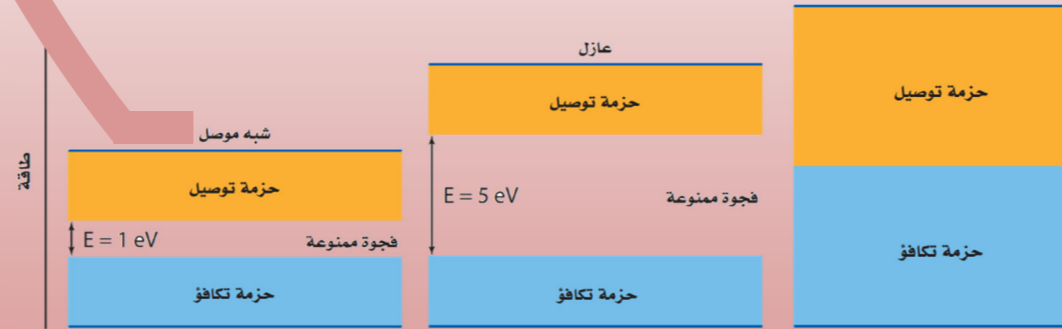 حزمة توصيل
حزمة تكافؤ
عازل
حزمة توصيل
E = 5 eV
فجوة ممنوعة
حزمة تكافؤ
شبه موصل
حزمة توصيل
E = 1 eV
فجوة ممنوعة
حزمة تكافؤ
طاقة